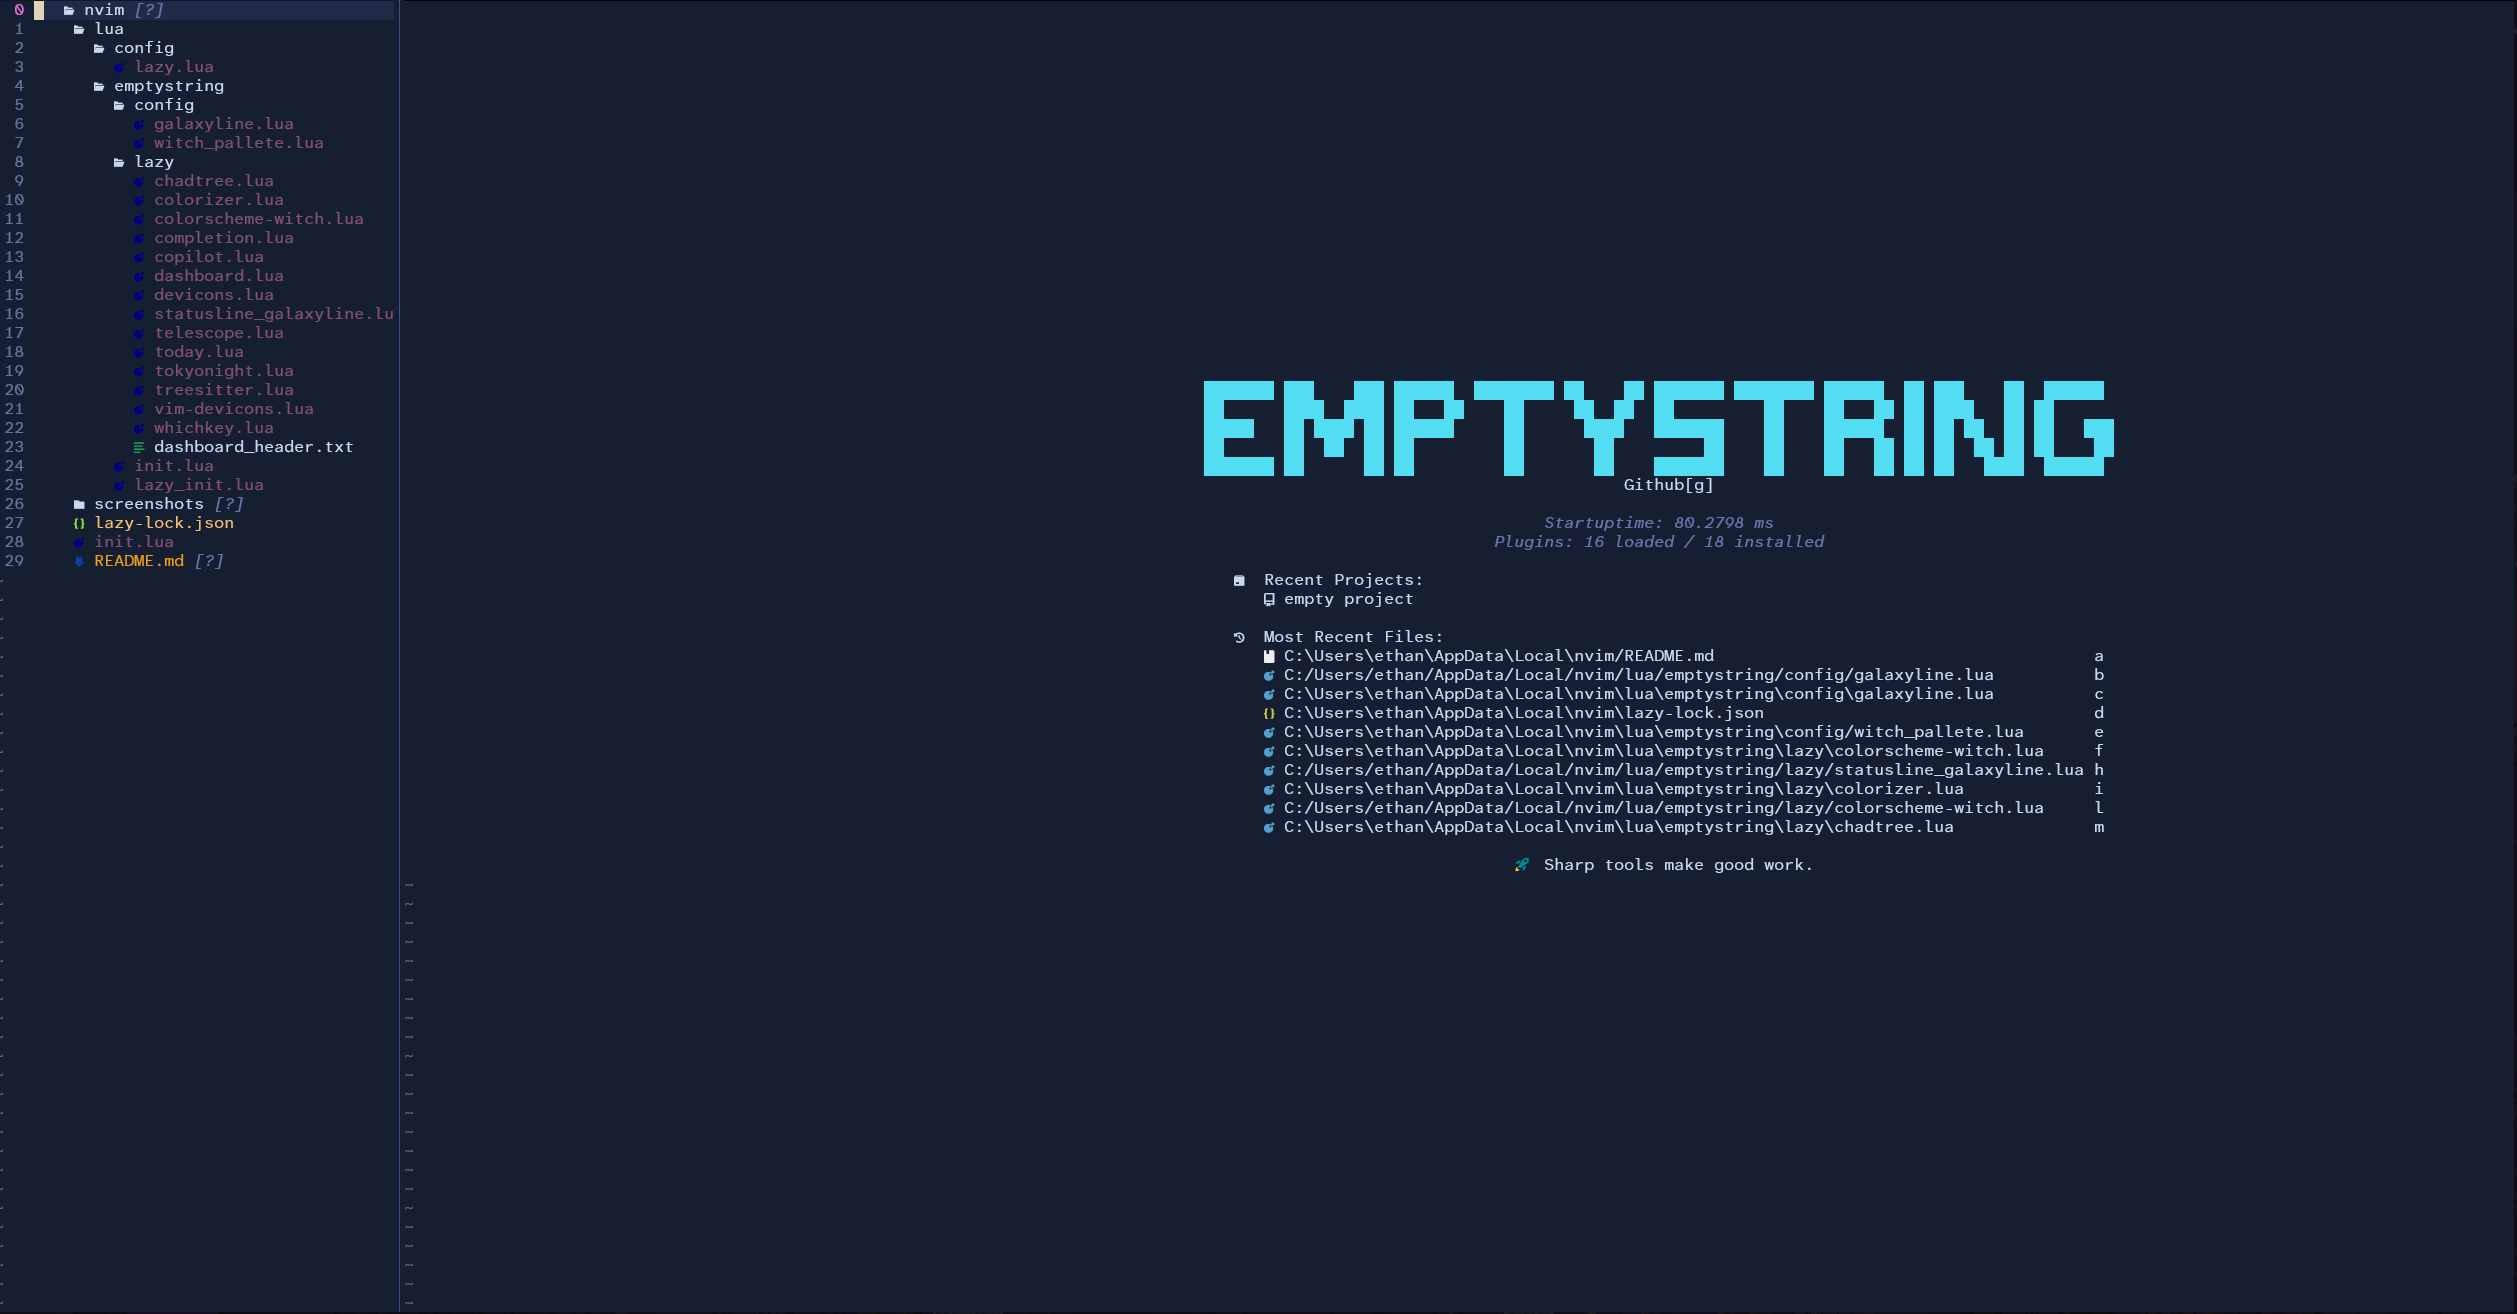 0 nvim [?]
1 lua
2 config
3 lazy.lua
4 emptystring
5 config
6 galaxyline.lua
7 witch_pallete.lua
8 lazy
9 chadtree.lua
10 colorizer.lua
11 colorscheme-witch.lua
12 completion.lua
13 copilot.lua
14 dashboard.lua
15 devicons.lua
16 statusline_galaxyline.lu
17 telescope.lua
18 today.lua
19 tokyonight.lua
20 treesitter.lua
21 vim-devicons.lua
22 whichkey.lua
23 dashboard_header.txt
24 init.lua
25 lazy_init.lua
26 screenshots [?]
27 {} lazy-lock.json
28 init.lua
29 README.md [?]
EMPTYSTRING
Github[g]
Startuptime: 80.2798 ms
Plugins: 16 loaded / 18 installed
Recent Projects:
empty project
Most Recent Files:
C:\Users\ethan\AppData\Local\nvim/README.md a
C:/Users/ethan/AppData/Local/nvim/lua/emptystring/config/galaxyline.lua b
C:\Users\ethan\AppData\Local\nvim\lua\emptystring\config\galaxyline.lua c
{} C:\Users\ethan\AppData\Local\nvim\lazy-lock.json d
C:\Users\ethan\AppData\Local\nvim\lua\emptystring\config/witch_pallete.lua e
C:\Users\ethan\AppData\Local\nvim\lua\emptystring\lazy\colorscheme-witch.lua f
C:/Users/ethan/AppData/Local/nvim/lua/emptystring/lazy/statusline_galaxyline.lua h
C:\Users\ethan\AppData\Local\nvim\lua\emptystring\lazy\colorizer.lua i
C:/Users/ethan/AppData/Local/nvim/lua/emptystring/lazy/colorscheme-witch.lua l
C:\Users\ethan\AppData\Local\nvim\lua\emptystring\lazy\chadtree.lua m
Sharp tools make good work.